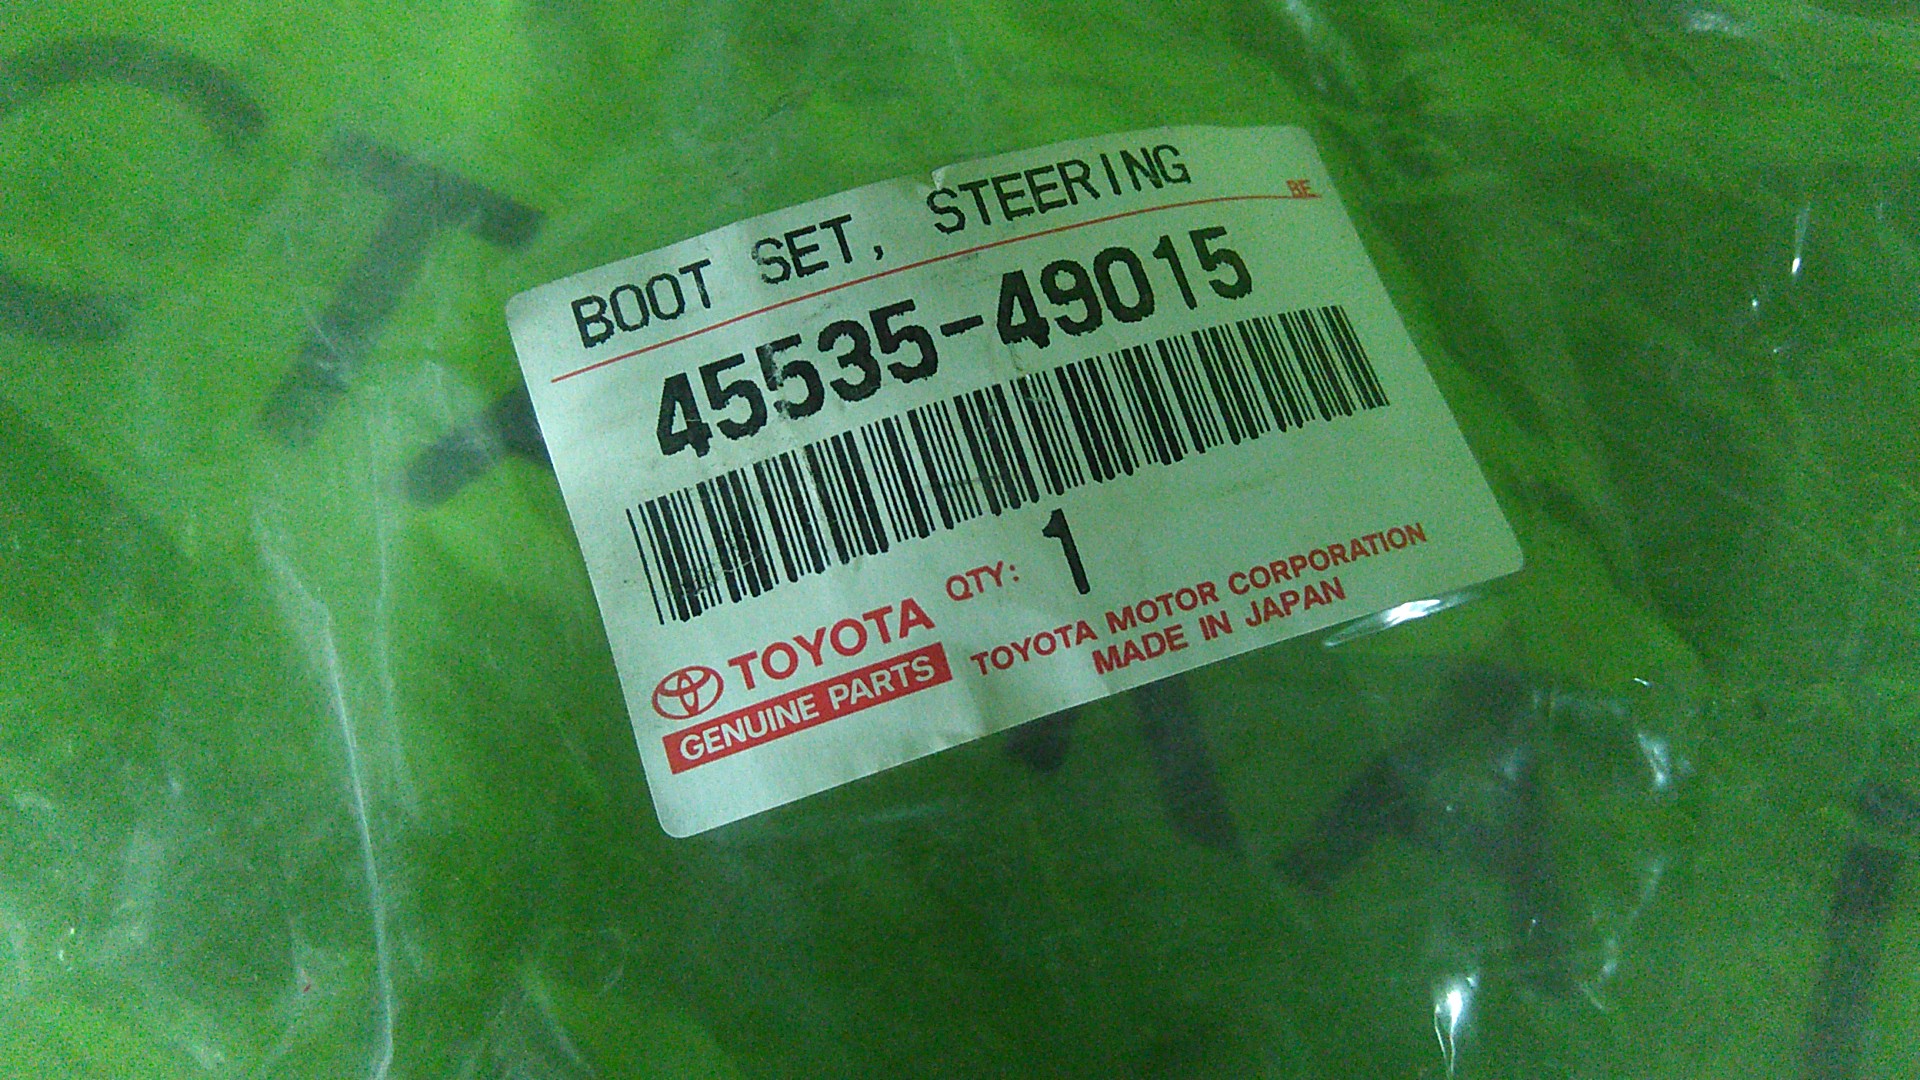 BOOT SET, STEERING
BE
45535-49015
QTY: 1
TOYOTA
GENUINE PARTS
TOYOTA MOTOR CORPORATION
MADE IN JAPAN